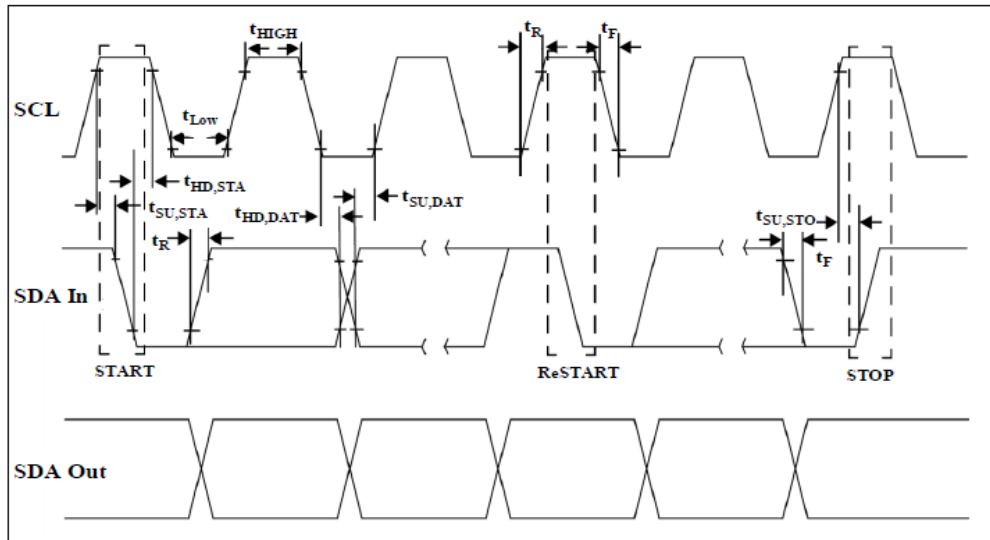 tHIGH
tR
tF
SCL
tLow
tHD,STA
tSU,STA
tHD,DAT
tSU,DAT
tSU,STO
tR
tF
SDA In
START
ReSTART
STOP
SDA Out